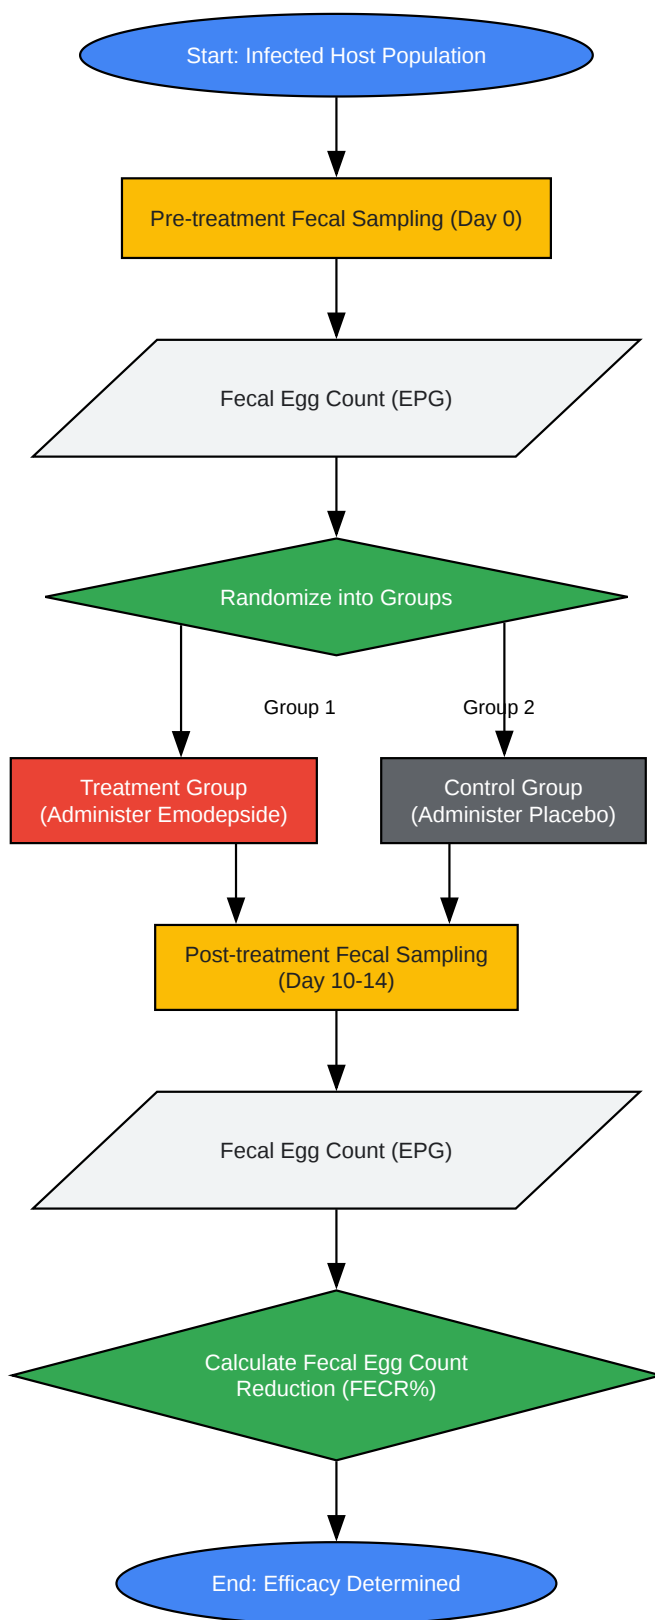 Start: Infected Host Population
Pre-treatment Fecal Sampling (Day 0)
Fecal Egg Count (EPG)
Randomize into Groups
Group 1
Group 2
Treatment Group
(Administer Emodepside)
Control Group
(Administer Placebo)
Post-treatment Fecal Sampling
(Day 10-14)
Fecal Egg Count (EPG)
Calculate Fecal Egg Count
Reduction (FECR%)
End: Efficacy Determined